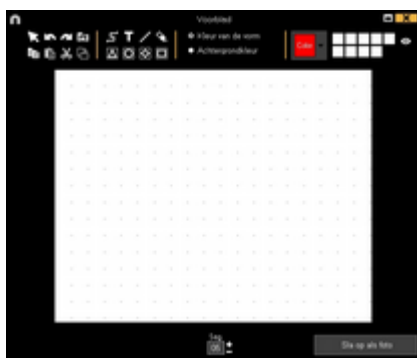 Voorblad
Kleur van de vorm
Achtergrondkleur
Color
Sla op als foto